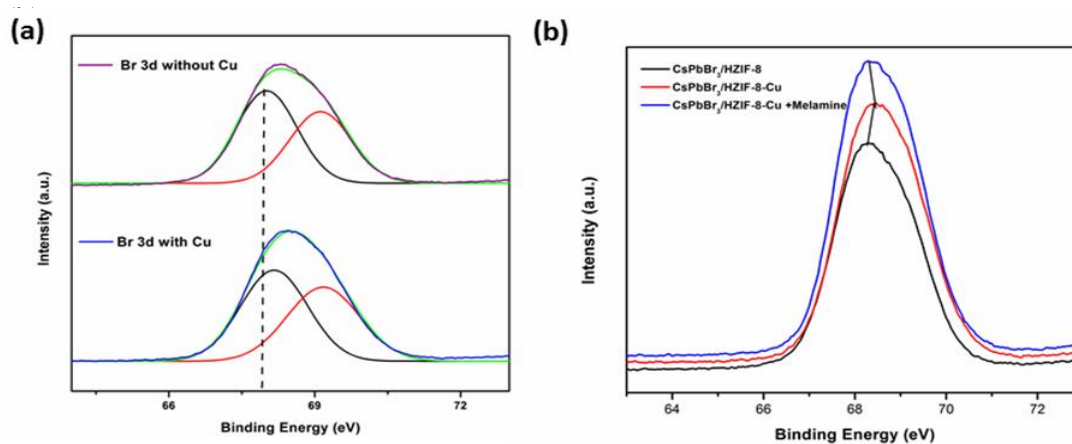 (a)
Br 3d without Cu
Br 3d with Cu
Intensity (a.u.)
66
69
72
Binding Energy (eV)
(b)
CsPbBr₃/HZIF-8
CsPbBr₃/HZIF-8-Cu
CsPbBr₃/HZIF-8-Cu +Melamine
Intensity (a.u.)
64
66
68
70
72
Binding Energy (eV)